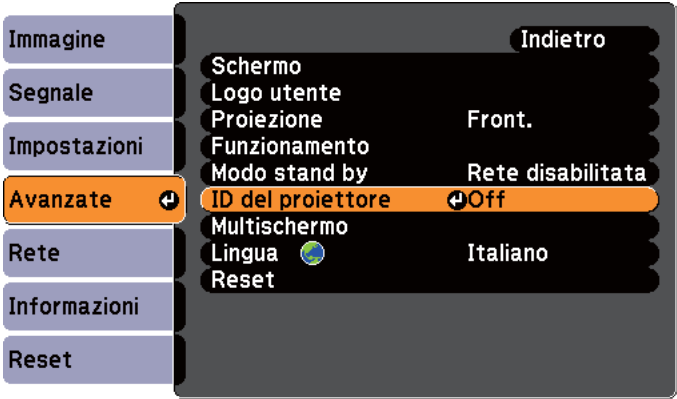 Immagine
Segnale
Impostazioni
Avanzate
Rete
Informazioni
Reset
Indietro
Schermo
Logo utente
Proiezione Front.
Funzionamento
Modo stand by Rete disabilitata
ID del proiettore Off
Multischermo
Lingua Italiano
Reset